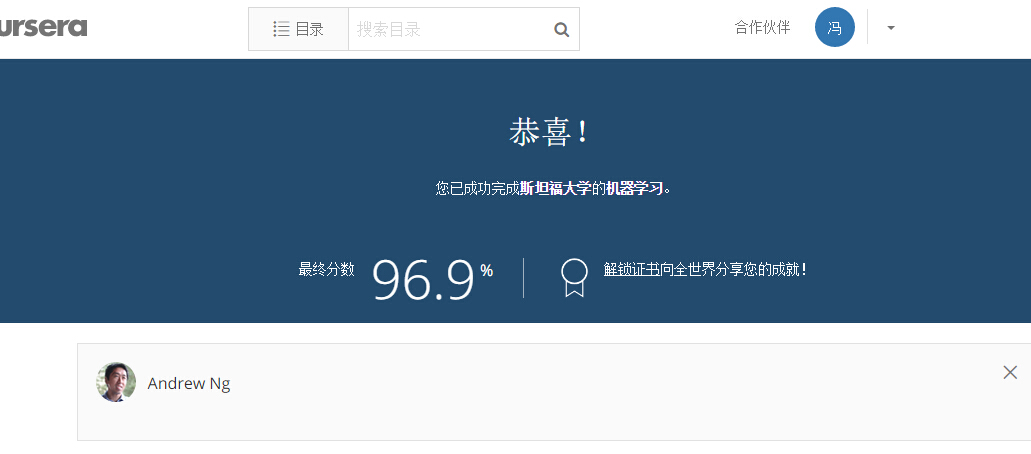 ursera
目录
搜索目录
合作伙伴
冯
恭喜！
您已成功完成斯坦福大学的机器学习。
最终分数 96.9 %
解锁证书向全世界分享您的成就！
Andrew Ng